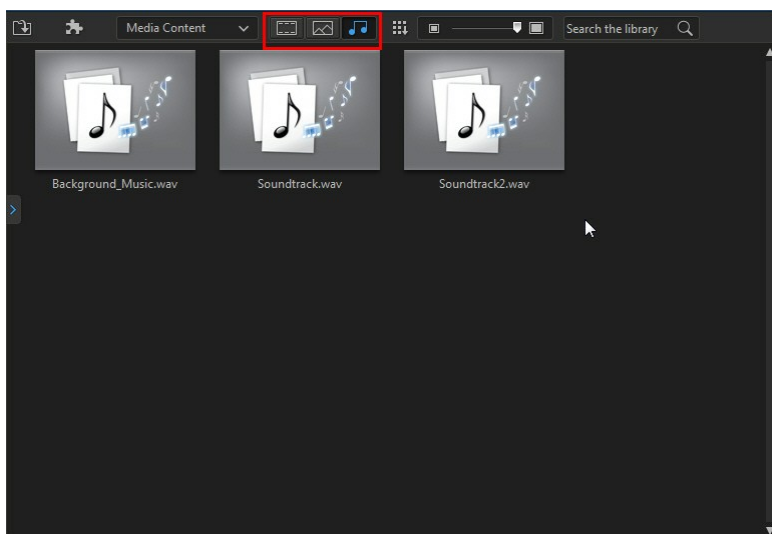 Media Content
Search the library
Background_Music.wav
Soundtrack.wav
Soundtrack2.wav